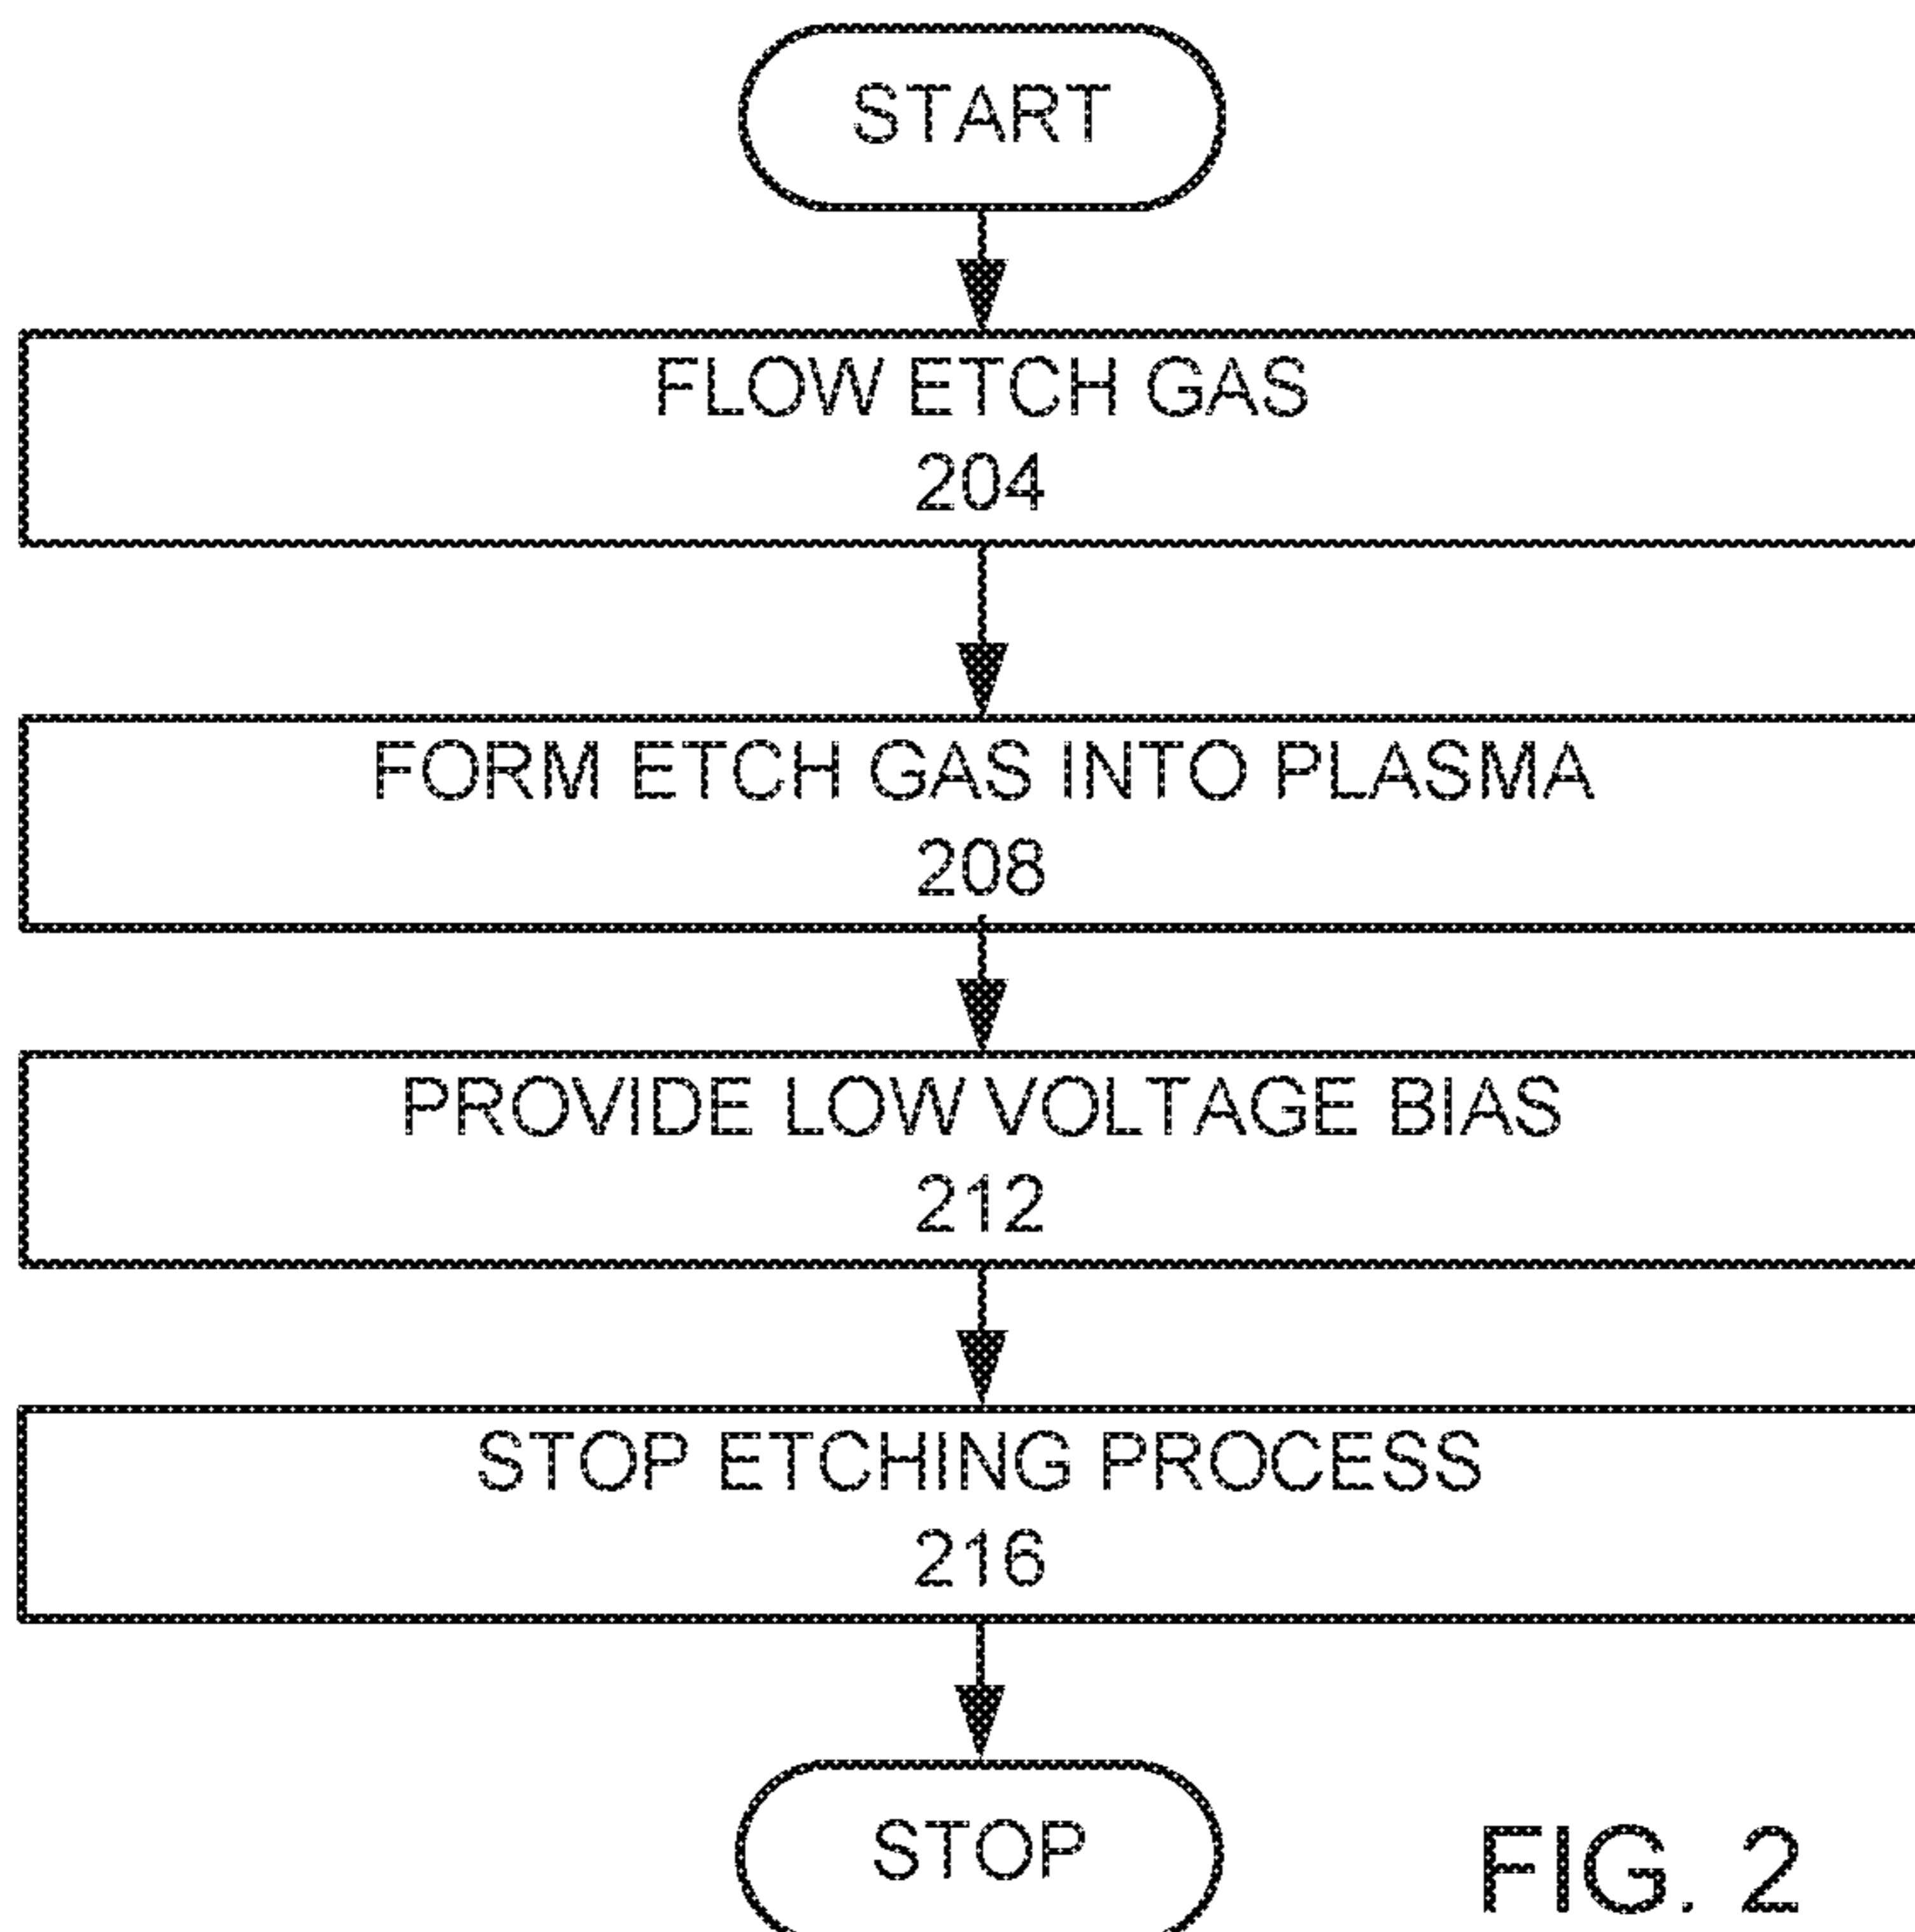 START
FLOW ETCH GAS
204
FORM ETCH GAS INTO PLASMA
208
PROVIDE LOW VOLTAGE BIAS
212
STOP ETCHING PROCESS
216
STOP
FIG. 2